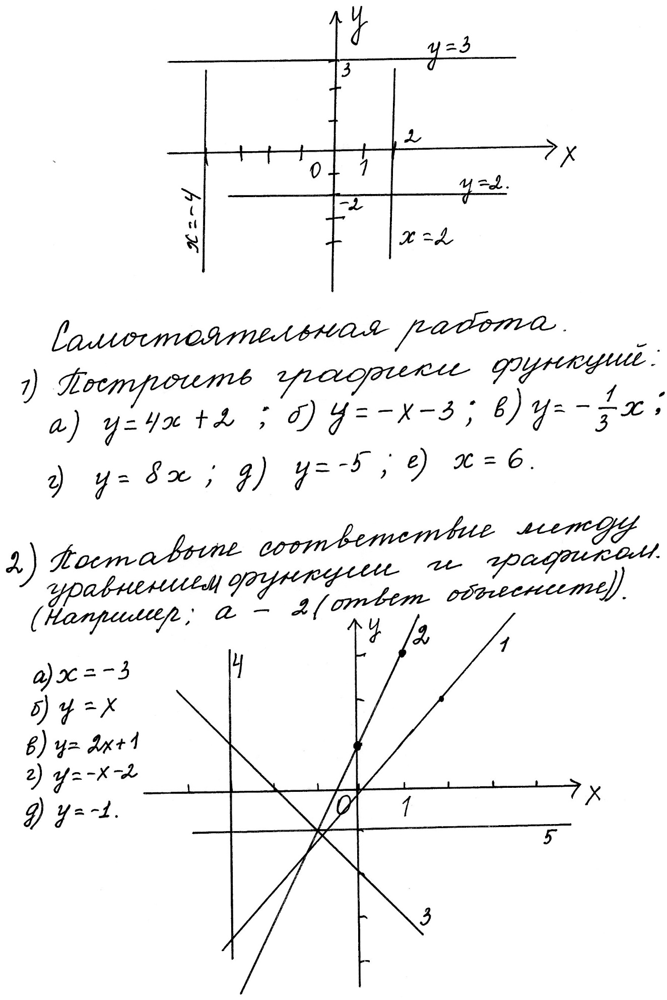 y
y = 3
3
2
x
0 1
y = 2.
-2
x = -4
x = 2
Самостоятельная работа.
1) Построить графики функций:
а) y = 4x + 2 ; б) y = - x - 3 ; в) y = - 1/3 x ;
г) y = 8x ; д) y = -5 ; е) x = 6.
2) Поставьте соответствие между
уравнением функции и графиком.
(Например; а - 2 (ответ объясните)).
y
2
1
4
а) x = -3
б) y = x
в) y = 2x + 1
г) y = -x - 2
д) y = -1.
0 1
x
5
3